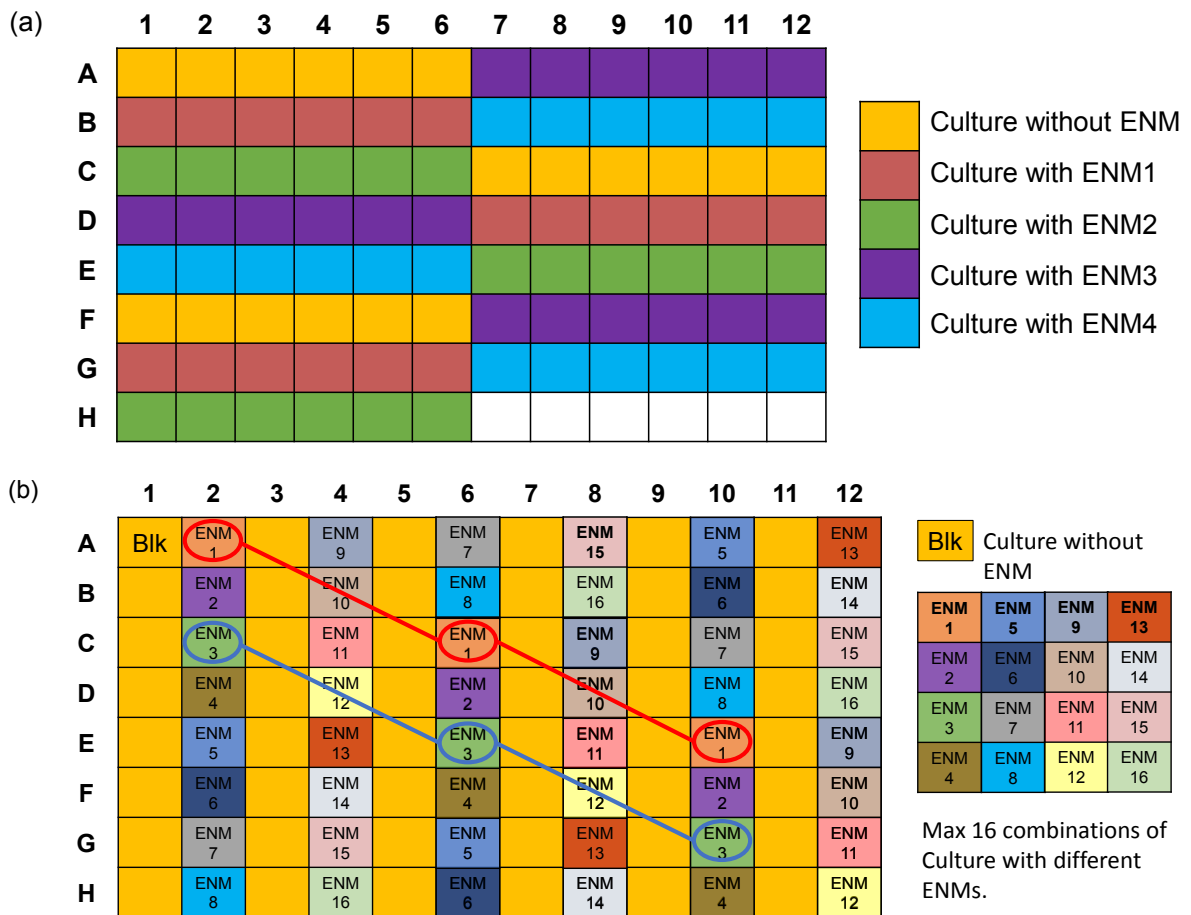 (a)
1 2 3 4 5 6 7 8 9 10 11 12
A
B
C
D
E
F
G
H
Culture without ENM
Culture with ENM1
Culture with ENM2
Culture with ENM3
Culture with ENM4
(b)
1 2 3 4 5 6 7 8 9 10 11 12
A Blk ENM ENM ENM ENM ENM ENM
1 9 7 15 5 13
B ENM ENM ENM ENM ENM ENM
2 10 8 16 6 14
C ENM ENM ENM ENM ENM ENM
3 11 1 9 7 15
D ENM ENM ENM ENM ENM ENM
4 12 2 10 8 16
E ENM ENM ENM ENM ENM ENM
5 13 3 11 1 9
F ENM ENM ENM ENM ENM ENM
6 14 4 12 2 10
G ENM ENM ENM ENM ENM ENM
7 15 5 13 3 11
H ENM ENM ENM ENM ENM ENM
8 16 6 14 4 12
Blk Culture without
ENM
ENM ENM ENM ENM
1 5 9 13
ENM ENM ENM ENM
2 6 10 14
ENM ENM ENM ENM
3 7 11 15
ENM ENM ENM ENM
4 8 12 16
Max 16 combinations of
Culture with different
ENMs.